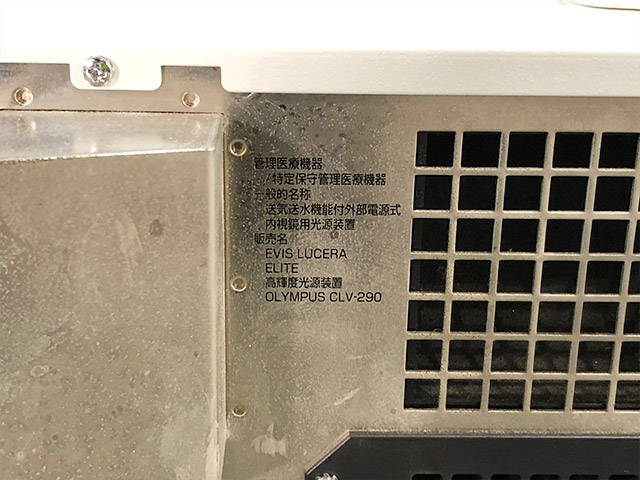 管理医療機器
/特定保守管理医療機器
一般的名称
送気送水機能付外部電源式
内視鏡用光源装置
販売名
EVIS LUCERA
ELITE
高輝度光源装置
OLYMPUS CLV-290